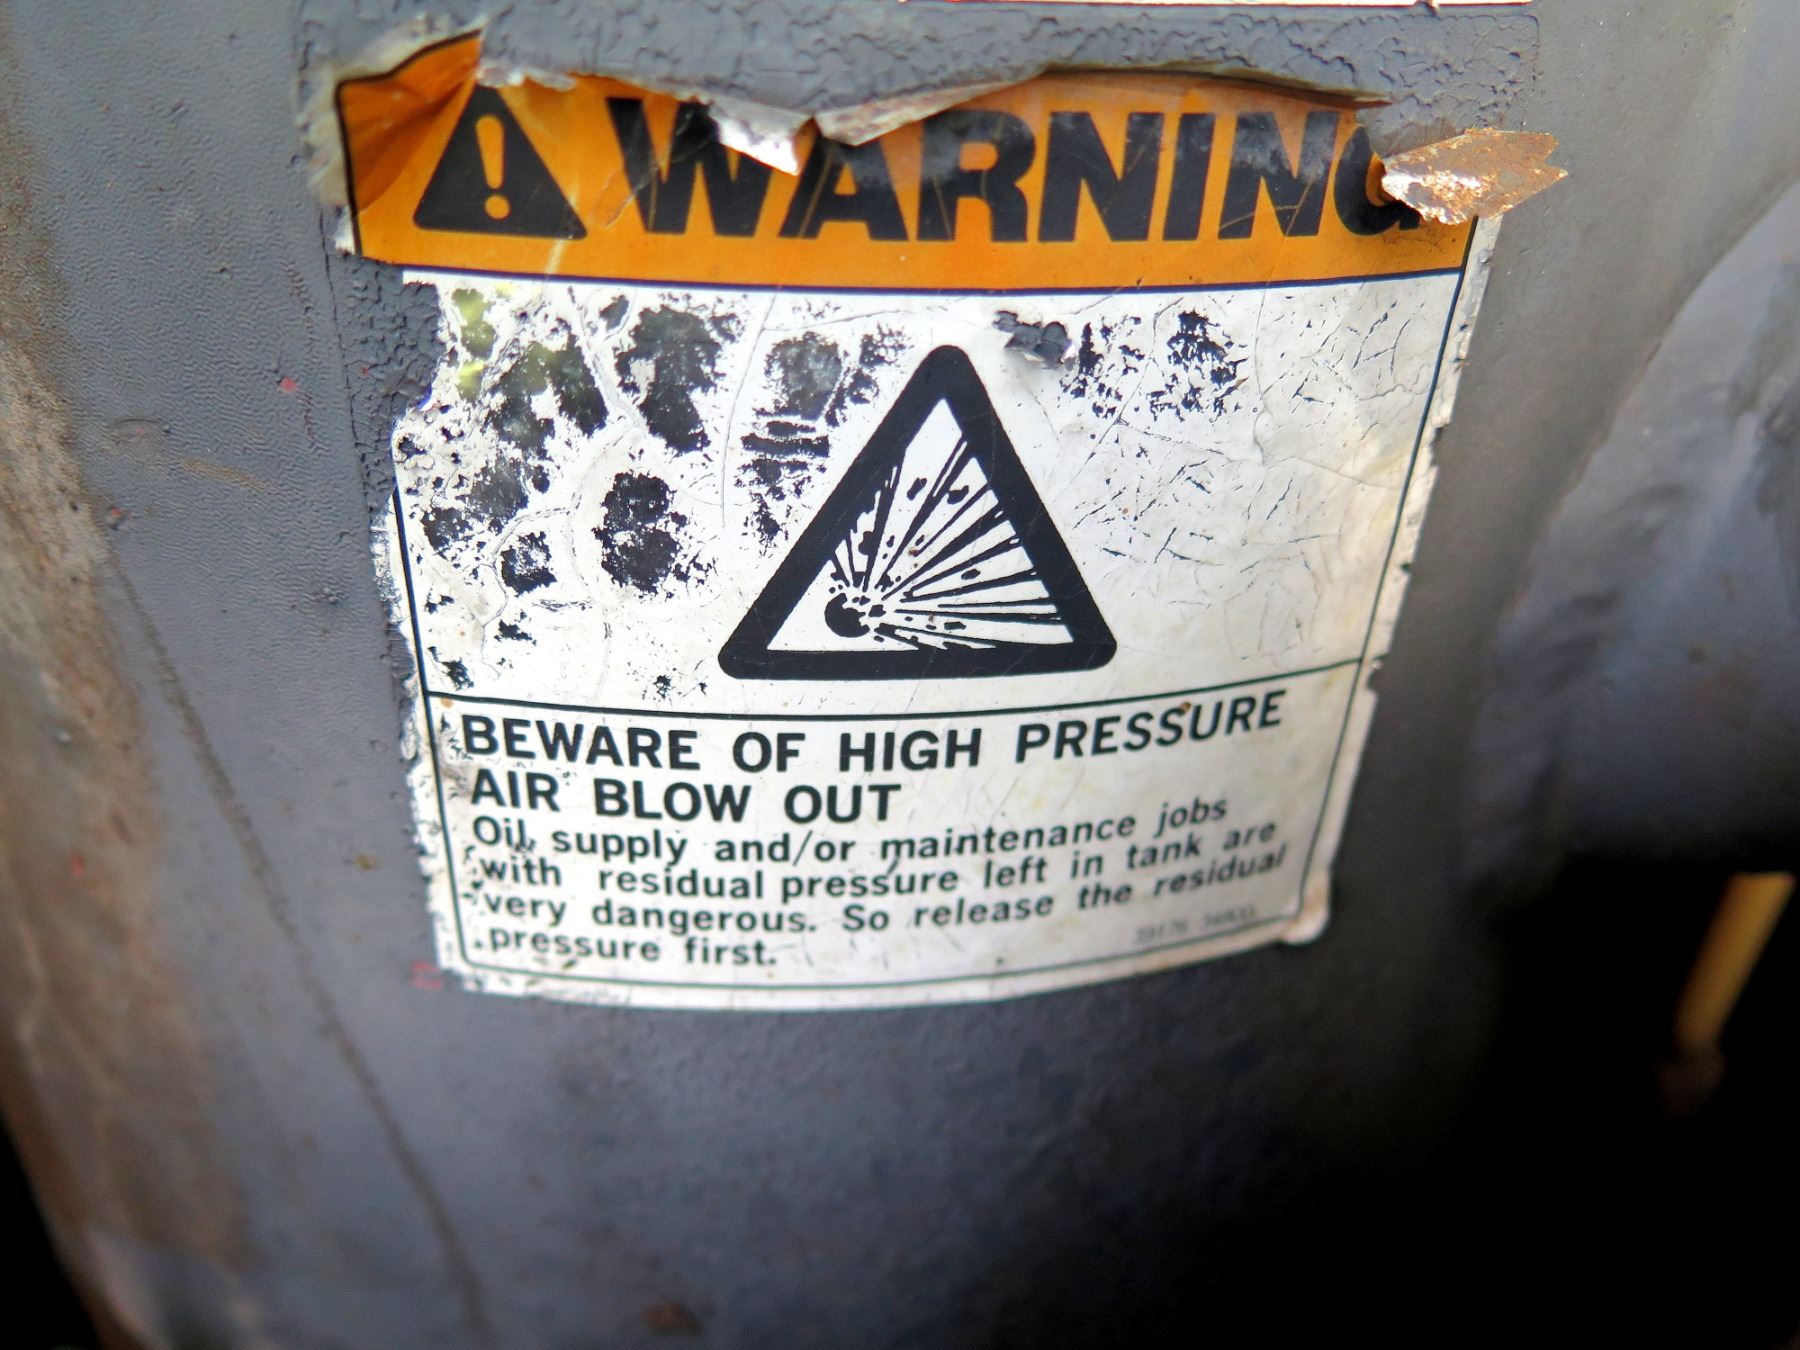 WARNING
BEWARE OF HIGH PRESSURE
AIR BLOW OUT
Oil supply and/or maintenance jobs
with residual pressure left in tank are
very dangerous. So release the residual
pressure first.